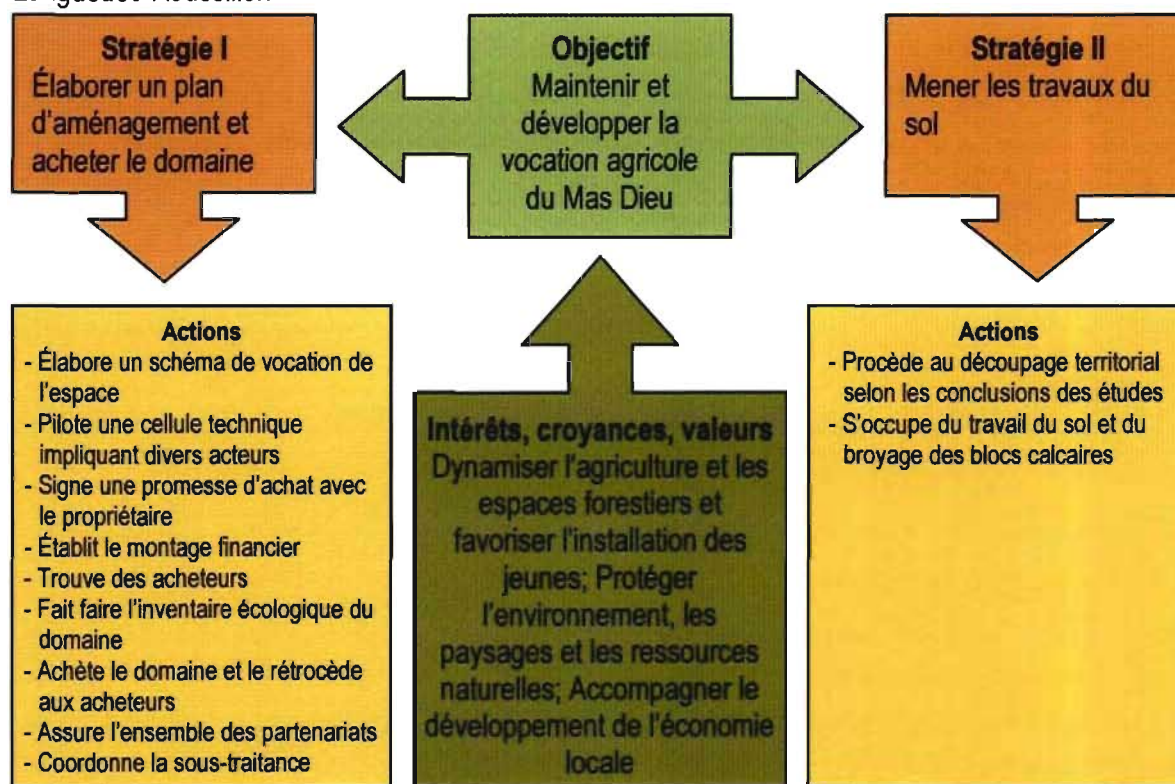 Stratégie I
Élaborer un plan
d'aménagement et
acheter le domaine
Objectif
Maintenir et
développer la
vocation agricole
du Mas Dieu
Stratégie II
Mener les travaux du
sol
Actions
- Élabore un schéma de vocation de
l'espace
- Pilote une cellule technique
impliquant divers acteurs
- Signe une promesse d'achat avec
le propriétaire
- Établit le montage financier
- Trouve des acheteurs
- Fait faire l'inventaire écologique du
domaine
- Achète le domaine et le rétrocède
aux acheteurs
- Assure l'ensemble des partenariats
- Coordonne la sous-traitance
Intérêts, croyances, valeurs
Dynamiser l'agriculture et les
espaces forestiers et
favoriser l'installation des
jeunes; Protéger
l'environnement, les
paysages et les ressources
naturelles; Accompagner le
développement de l'économie
locale
Actions
- Procède au découpage territorial
selon les conclusions des études
- S'occupe du travail du sol et du
broyage des blocs calcaires